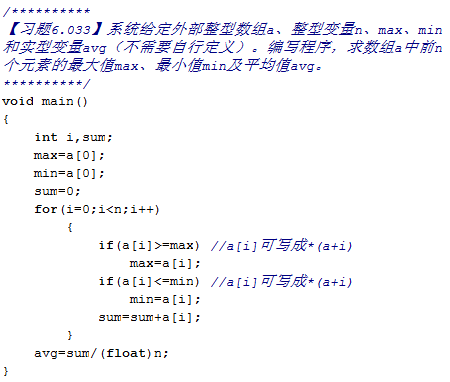 /**********
【习题6.033】系统给定外部整型数组a、整型变量n、max、min
和实型变量avg（不需要自行定义）。编写程序，求数组a中前n
个元素的最大值max、最小值min及平均值avg。
**********/
void main()
{
    int i,sum;
    max=a[0];
    min=a[0];
    sum=0;
    for(i=0;i<n;i++)
        {
            if(a[i]>=max) //a[i]可写成*(a+i)
                max=a[i];
            if(a[i]<=min) //a[i]可写成*(a+i)
                min=a[i];
            sum=sum+a[i];
        }
    avg=sum/(float)n;
}